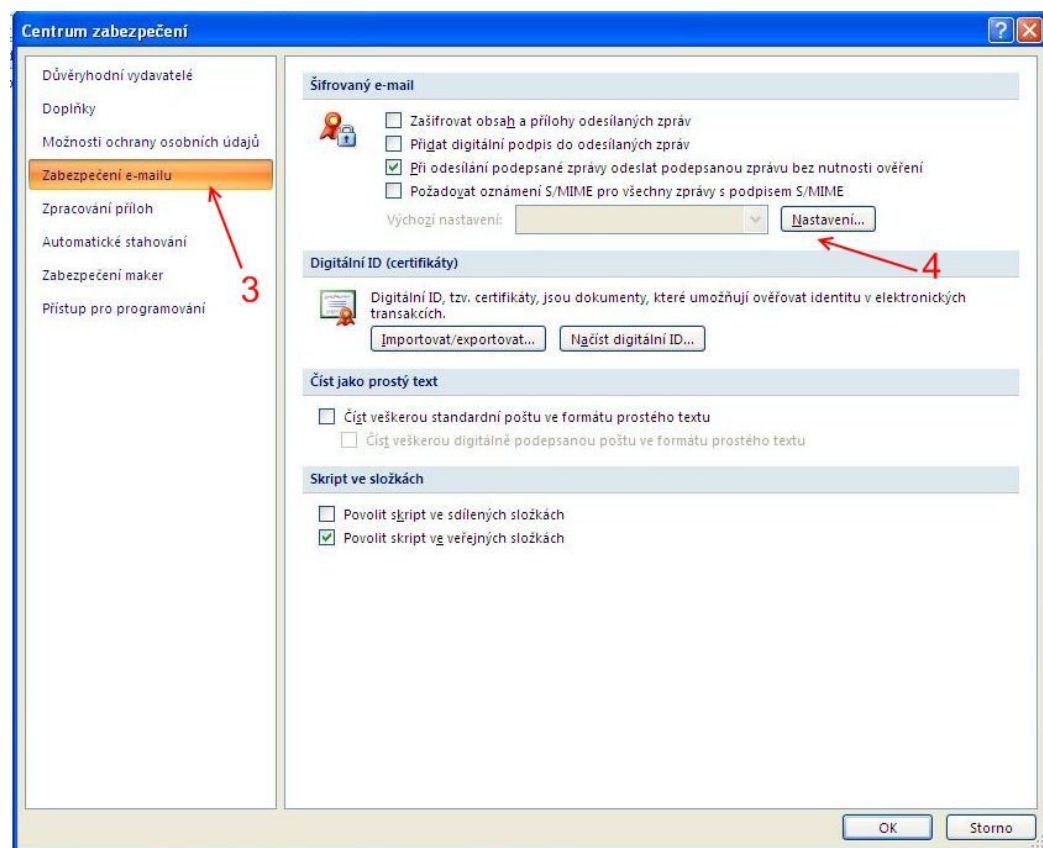 Centrum zabezpečení
Důvěryhodní vydavatelé
Doplňky
Možnosti ochrany osobních údajů
Zabezpečení e-mailu
Zpracování příloh
Automatické stahování
Zabezpečení maker
Přístup pro programování
3
Šifrovaný e-mail
Zašifrovat obsah a přílohy odesílaných zpráv
Přidat digitální podpis do odesílaných zpráv
Při odesílání podepsané zprávy odeslat podepsanou zprávu bez nutnosti ověření
Požadovat oznámení S/MIME pro všechny zprávy s podpisem S/MIME
Výchozí nastavení: Nastavení...
4
Digitální ID (certifikáty)
Digitální ID, tzv. certifikáty, jsou dokumenty, které umožňují ověřovat identitu v elektronických
transakcích.
Importovat/exportovat... Načíst digitální ID...
Číst jako prostý text
Číst veškerou standardní poštu ve formátu prostého textu
Číst veškerou digitálně podepsanou poštu ve formátu prostého textu
Skript ve složkách
Povolit skript ve sdílených složkách
Povolit skript ve veřejných složkách
OK Storno